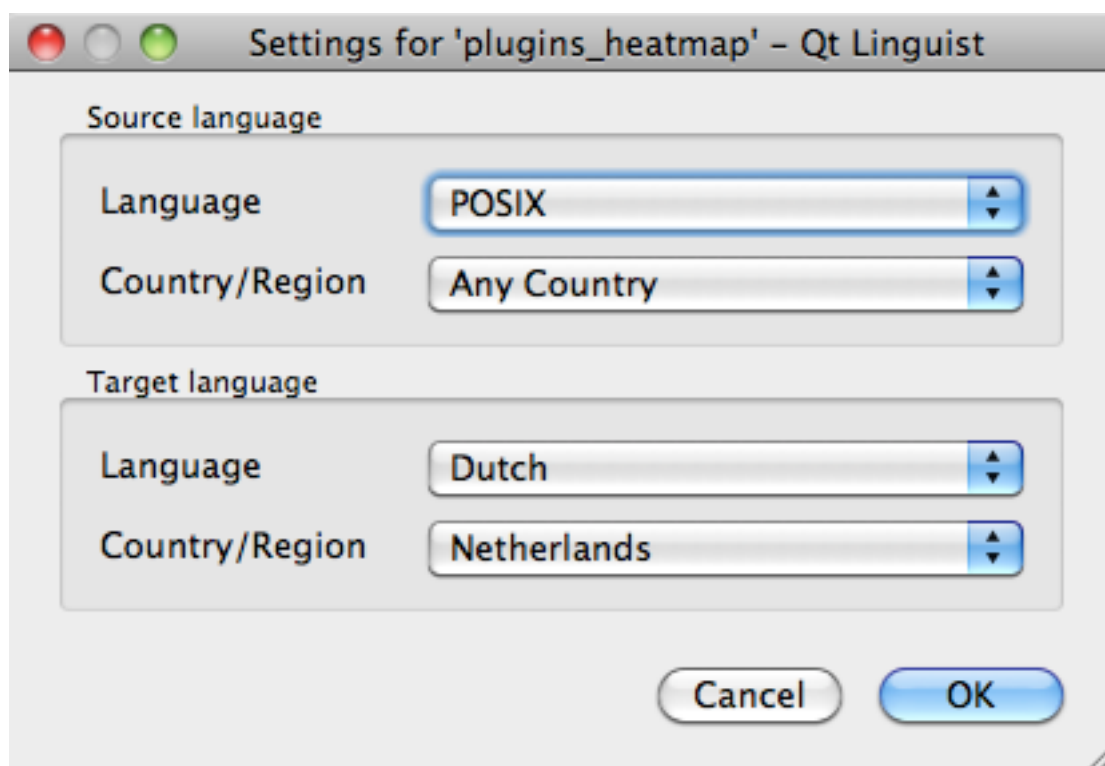 Settings for 'plugins_heatmap' – Qt Linguist
Source language
Language POSIX
Country/Region Any Country
Target language
Language Dutch
Country/Region Netherlands
Cancel OK